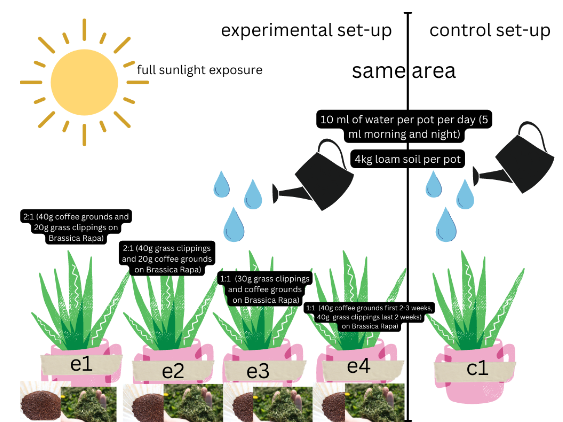 experimental set-up
control set-up
full sunlight exposure
same area
10 ml of water per pot per day (5
ml morning and night)
4kg loam soil per pot
2:1 (40g coffee grounds and
20g grass clippings on
Brassica Rapa)
2:1 (40g grass clippings
and 20g coffee grounds
on Brassica Rapa)
1:1 (30g grass clippings
and coffee grounds
on Brassica Rapa)
1:1 (40g coffee grounds first 2-3 weeks,
40g grass clippings last 2 weeks)
on Brassica Rapa)
e1
e2
e3
e4
c1